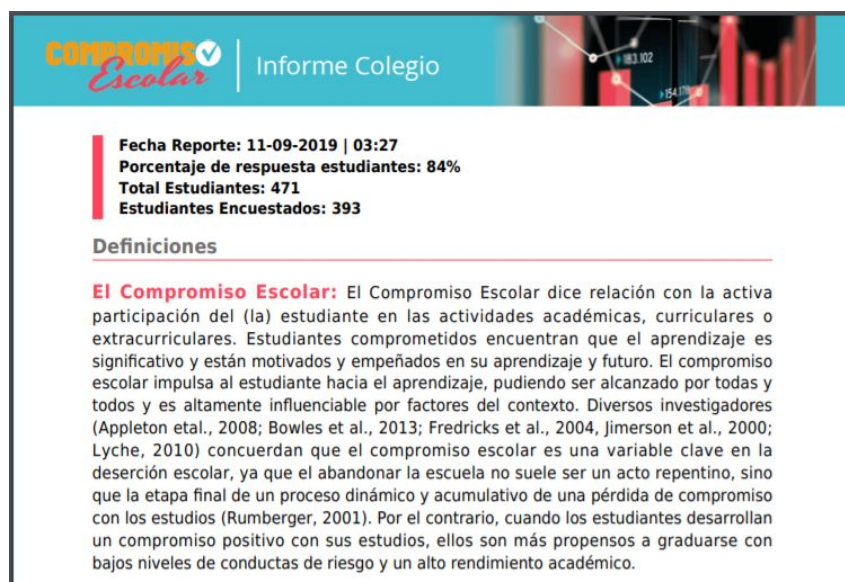 COMPROMISO
Escolar
Informe Colegio
183.102
154.178
Fecha Reporte: 11-09-2019 | 03:27
Porcentaje de respuesta estudiantes: 84%
Total Estudiantes: 471
Estudiantes Encuestados: 393
Definiciones
El Compromiso Escolar: El Compromiso Escolar dice relación con la activa
participación del (la) estudiante en las actividades académicas, curriculares o
extracurriculares. Estudiantes comprometidos encuentran que el aprendizaje es
significativo y están motivados y empeñados en su aprendizaje y futuro. El compromiso
escolar impulsa al estudiante hacia el aprendizaje, pudiendo ser alcanzado por todas y
todos y es altamente influenciable por factores del contexto. Diversos investigadores
(Appleton etal., 2008; Bowles et al., 2013; Fredricks et al., 2004, Jimerson et al., 2000;
Lyche, 2010) concuerdan que el compromiso escolar es una variable clave en la
deserción escolar, ya que el abandonar la escuela no suele ser un acto repentino, sino
que la etapa final de un proceso dinámico y acumulativo de una pérdida de compromiso
con los estudios (Rumberger, 2001). Por el contrario, cuando los estudiantes desarrollan
un compromiso positivo con sus estudios, ellos son más propensos a graduarse con
bajos niveles de conductas de riesgo y un alto rendimiento académico.